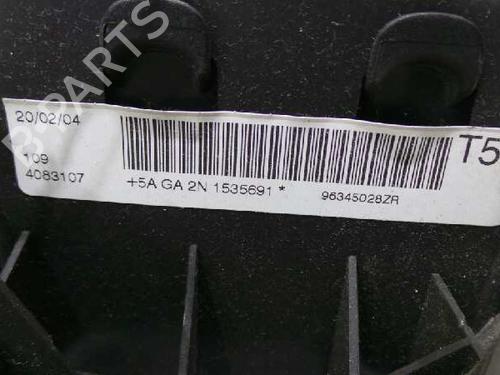 20/02/04
109
4083107
+5A GA 2N 1535691 *
96345028ZR
T5
B-PARTS